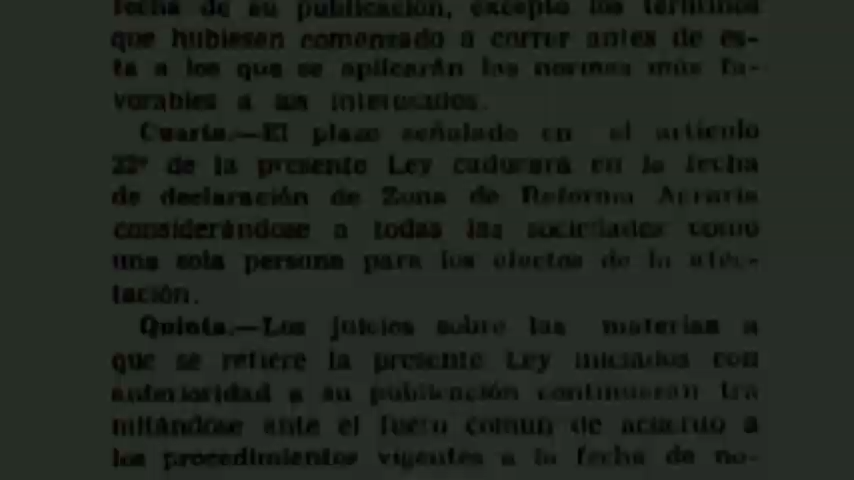 fecha de su publicación, excepto los términos
que hubiesen comenzado a correr antes de es-
ta a los que se aplicarán las normas más fa-
vorables a los interesados.
Cuarta.—El plazo señalado en el artículo
22º de la presente Ley caducará en la fecha
de declaración de Zona de Reforma Agraria
considerándose a todas las sociedades como
una sola persona para los efectos de la afec-
tación.
Quinta.—Los juicios sobre las materias a
que se refiere la presente Ley iniciados con
anterioridad a su publicación continuarán tra
mitándose ante el fuero común de acuerdo a
los procedimientos vigentes a la fecha de no-